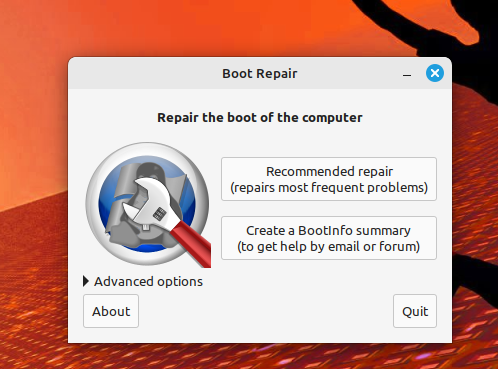 Boot Repair
Repair the boot of the computer
Recommended repair
(repairs most frequent problems)
Create a BootInfo summary
(to get help by email or forum)
Advanced options
About
Quit